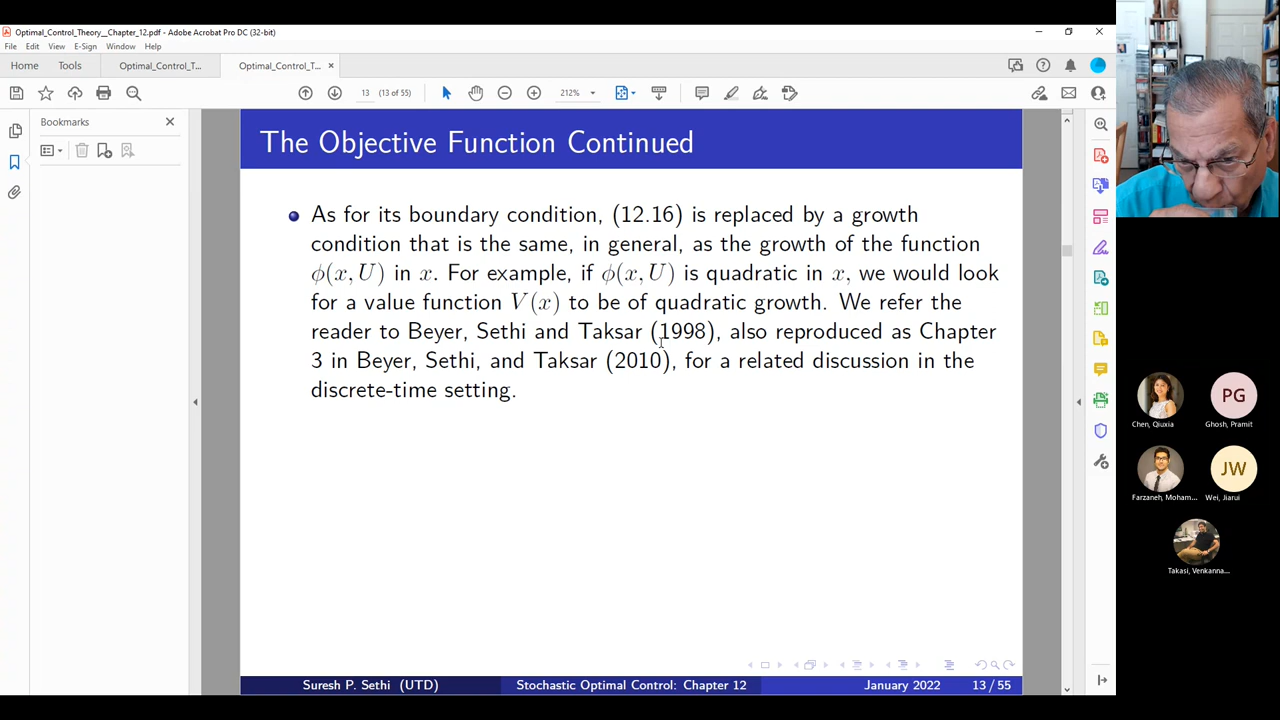 Optimal_Control_Theory__Chapter_12.pdf - Adobe Acrobat Pro DC (32-bit)
File Edit View E-Sign Window Help
Home Tools Optimal_Control_T... Optimal_Control_T... ×
13 (13 of 55) 212%
Bookmarks
The Objective Function Continued
As for its boundary condition, (12.16) is replaced by a growth
condition that is the same, in general, as the growth of the function
ϕ(x, U) in x. For example, if ϕ(x, U) is quadratic in x, we would look
for a value function V(x) to be of quadratic growth. We refer the
reader to Beyer, Sethi and Taksar (1998), also reproduced as Chapter
3 in Beyer, Sethi, and Taksar (2010), for a related discussion in the
discrete-time setting.
Suresh P. Sethi (UTD) Stochastic Optimal Control: Chapter 12 January 2022 13 / 55
PG
Chen, Qiuxia Ghosh, Pramit
JW
Farzaneh, Moham... Wei, Jiarui
Takasi, Venkanna...